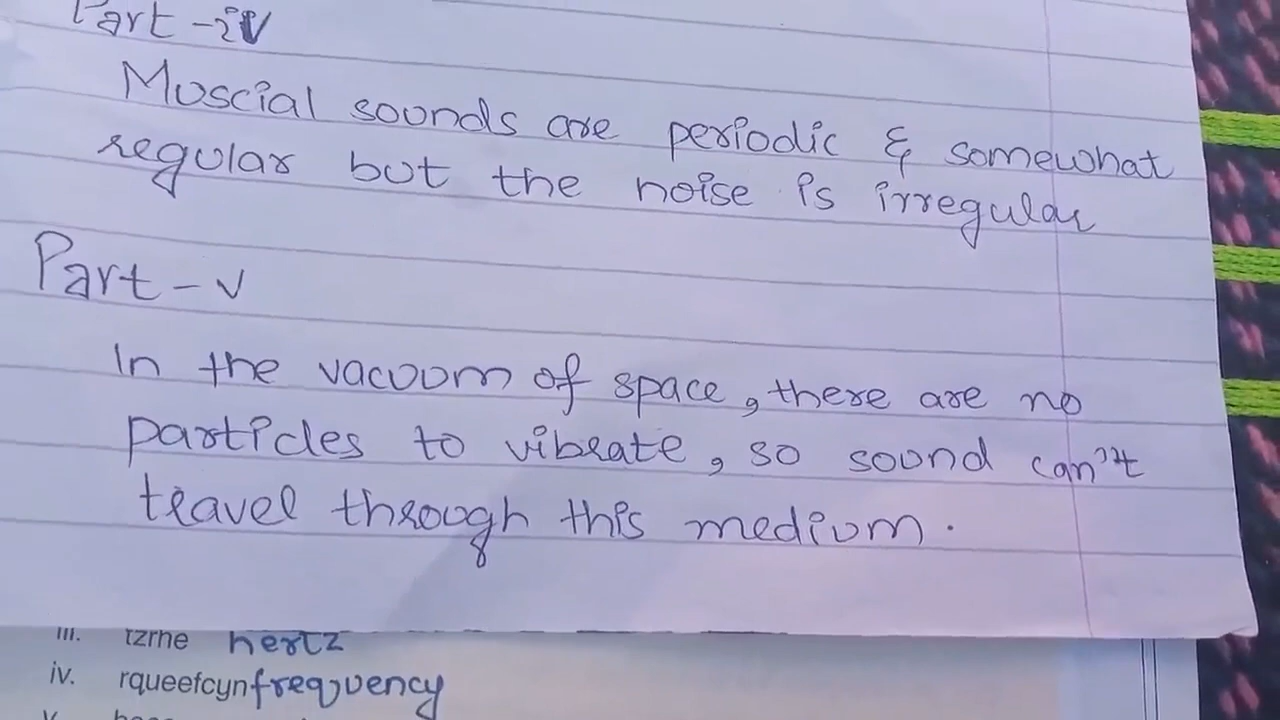 Part-iv
Muscial sounds are periodic & somewhat
regular but the noise is irregular
Part-v
In the vacuum of space, there are no
particles to vibrate, so sound can't
travel through this medium.
iii. tzrhe hertz
iv. rqueefcyn frequency
v.